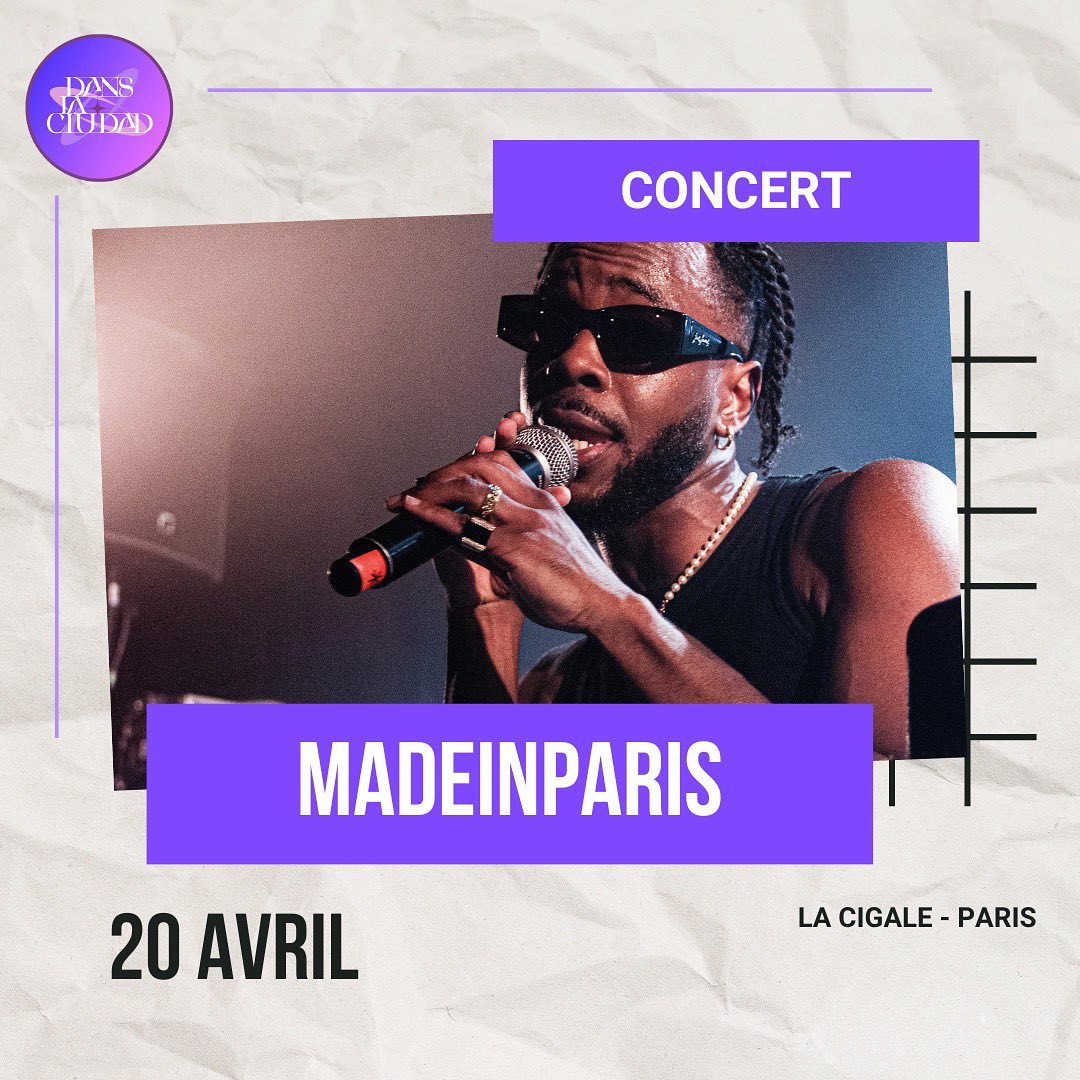 DANS
LA
CIUDAD
CONCERT
MADEINPARIS
20 AVRIL
LA CIGALE - PARIS